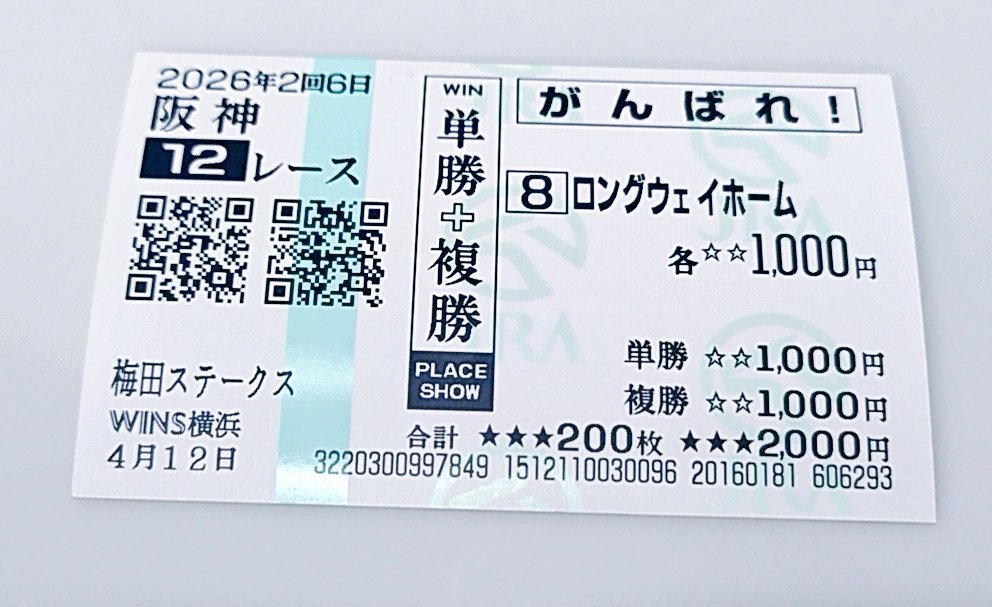 2026年2回6日
阪神
12レース
梅田ステークス
WINS横浜
4月12日
WIN
単勝+複勝
PLACE
SHOW
がんばれ!
8 ロングウェイホーム
各☆☆1,000円
単勝 ☆☆1,000円
複勝 ☆☆1,000円
合計 ★★★200枚 ★★★2,000円
3220300997849 1512110030096 20160181 606293
JRA
JRA